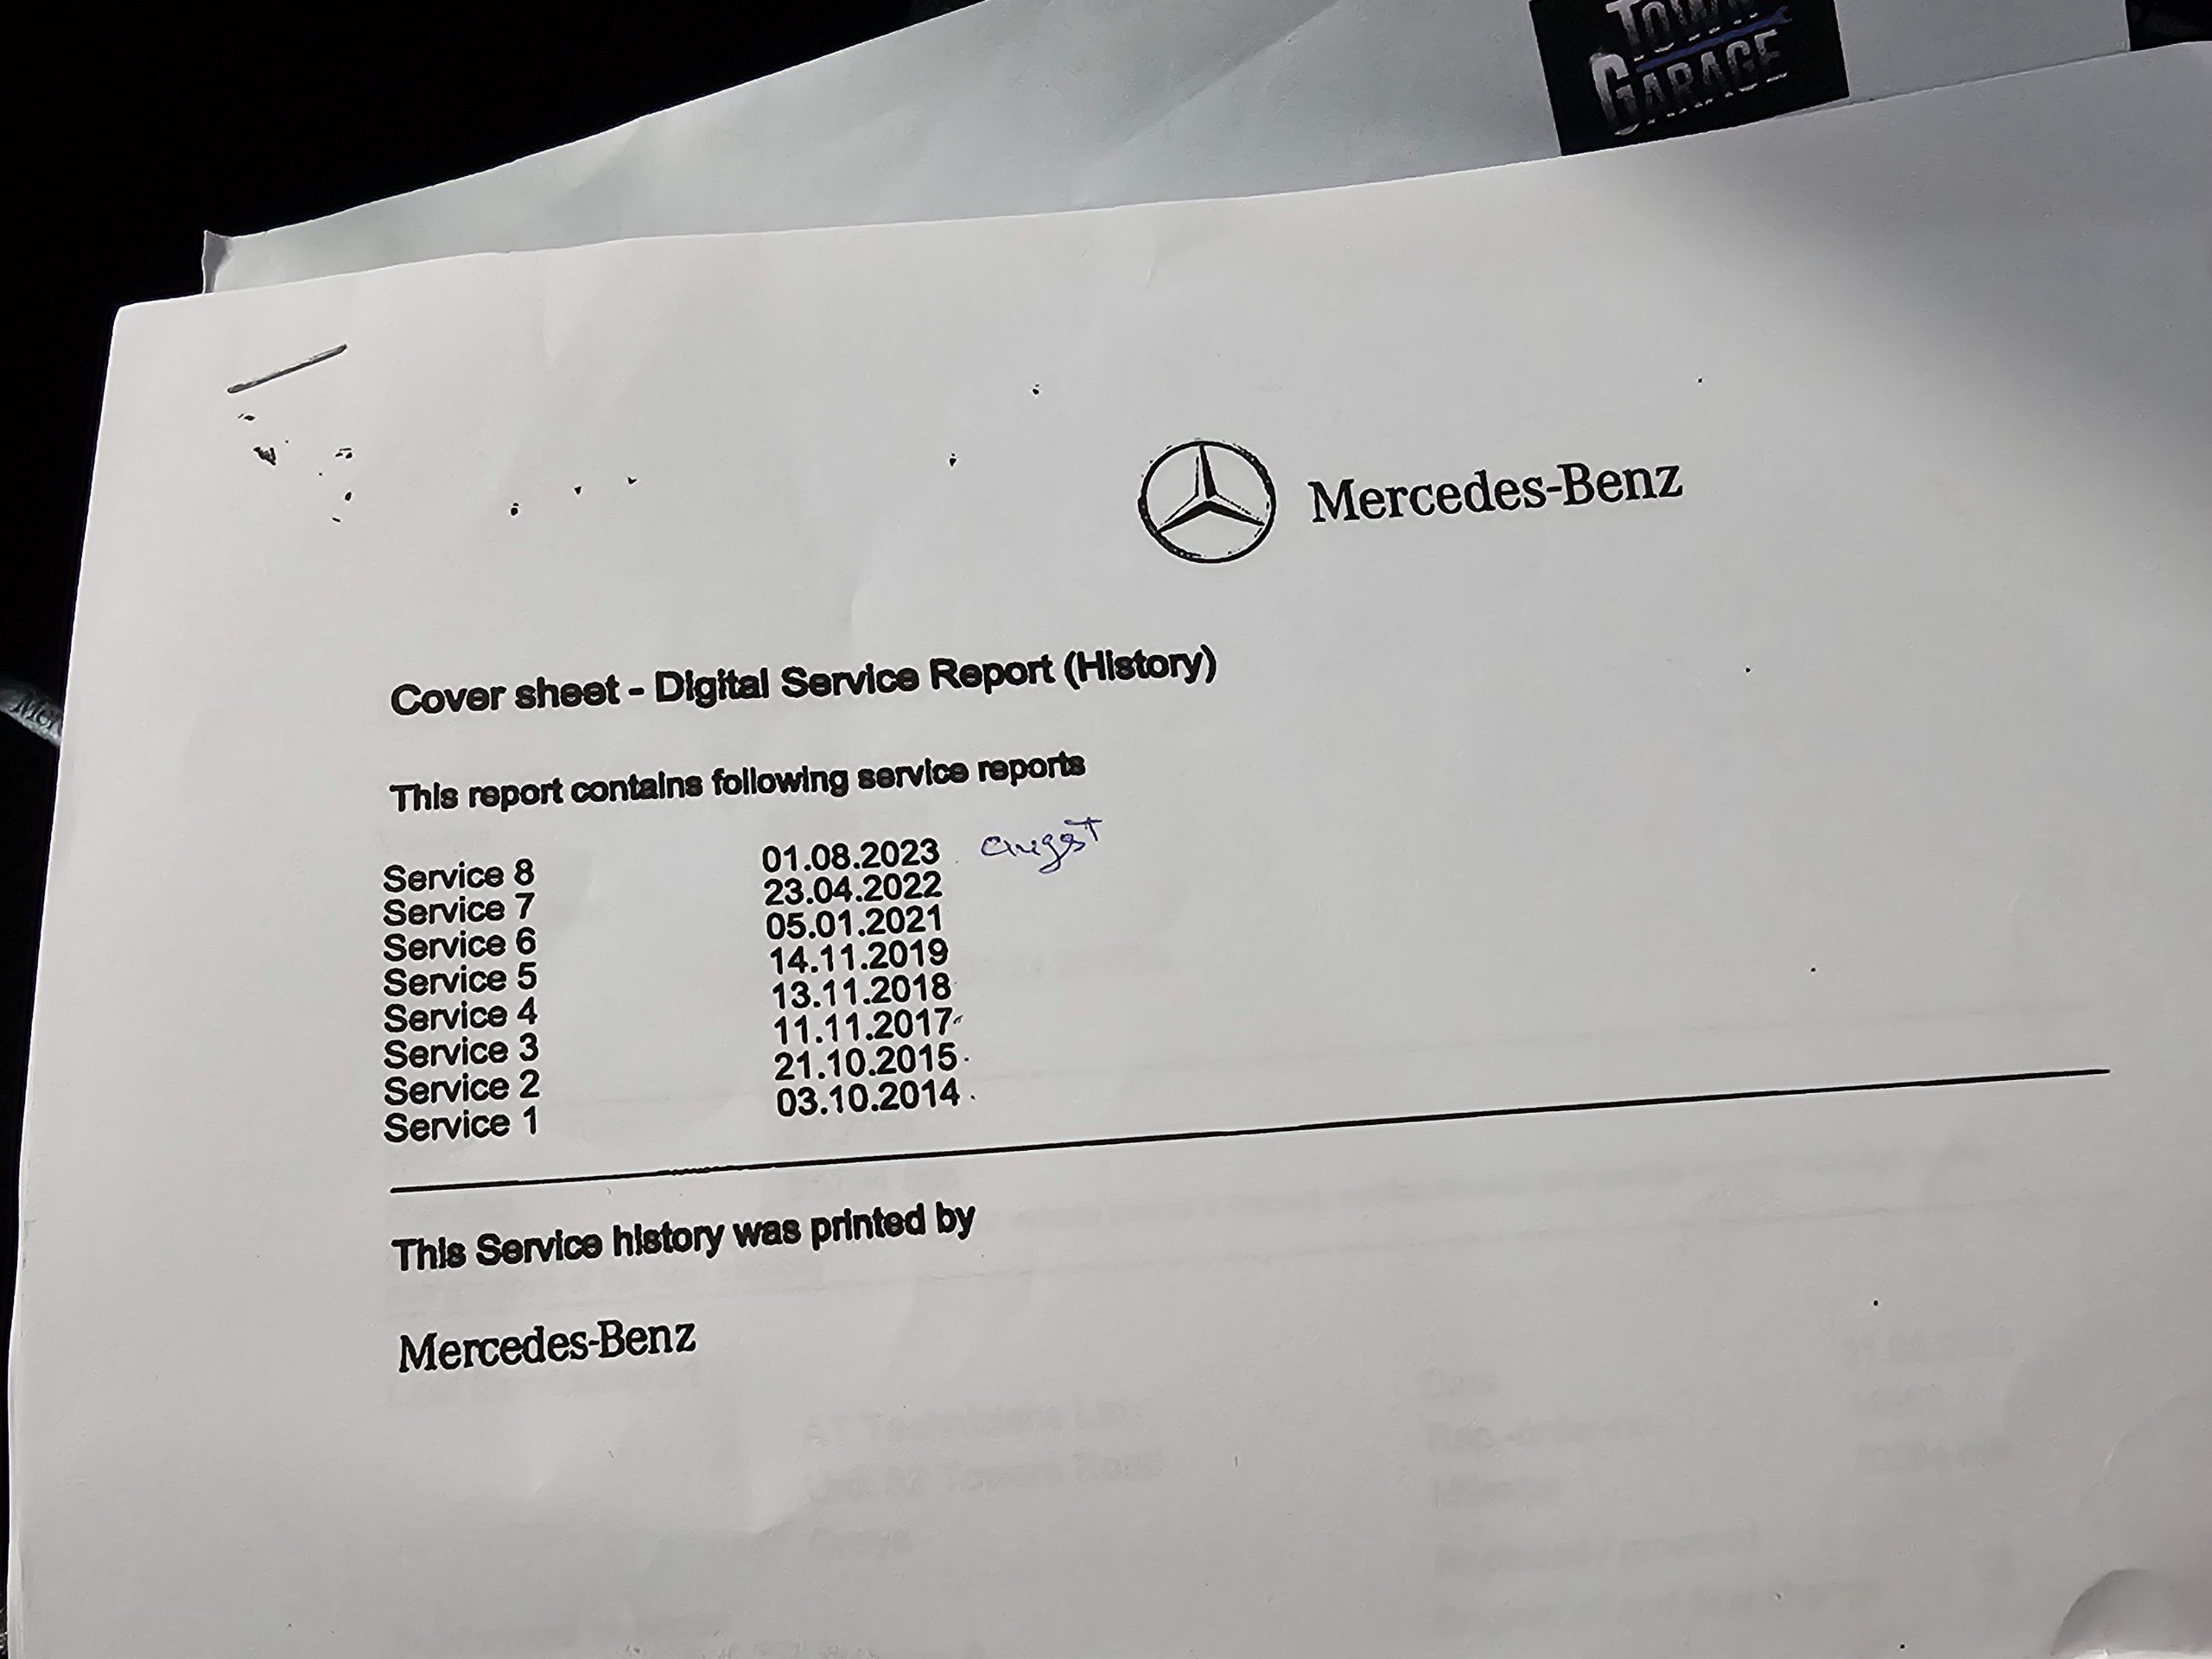 TOWN
GARAGE
Mercedes-Benz
Cover sheet - Digital Service Report (History)
This report contains following service reports
Service 8 01.08.2023 augst
Service 7 23.04.2022
Service 6 05.01.2021
Service 5 14.11.2019
Service 4 13.11.2018
Service 3 11.11.2017
Service 2 21.10.2015
Service 1 03.10.2014
This Service history was printed by
Mercedes-Benz